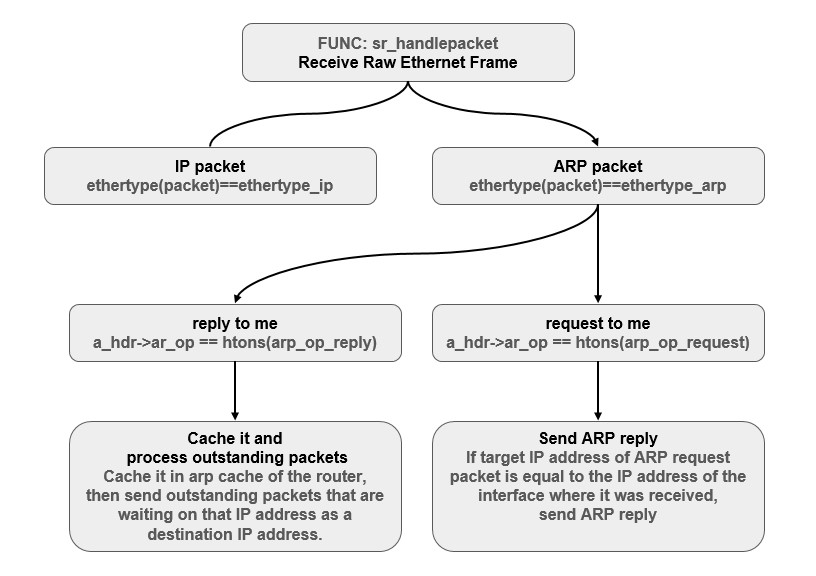 FUNC: sr_handlepacket
Receive Raw Ethernet Frame
IP packet
ethertype(packet)==ethertype_ip
ARP packet
ethertype(packet)==ethertype_arp
reply to me
a_hdr->ar_op == htons(arp_op_reply)
request to me
a_hdr->ar_op == htons(arp_op_request)
Cache it and
process outstanding packets
Cache it in arp cache of the router,
then send outstanding packets that are
waiting on that IP address as a
destination IP address.
Send ARP reply
If target IP address of ARP request
packet is equal to the IP address of the
interface where it was received,
send ARP reply